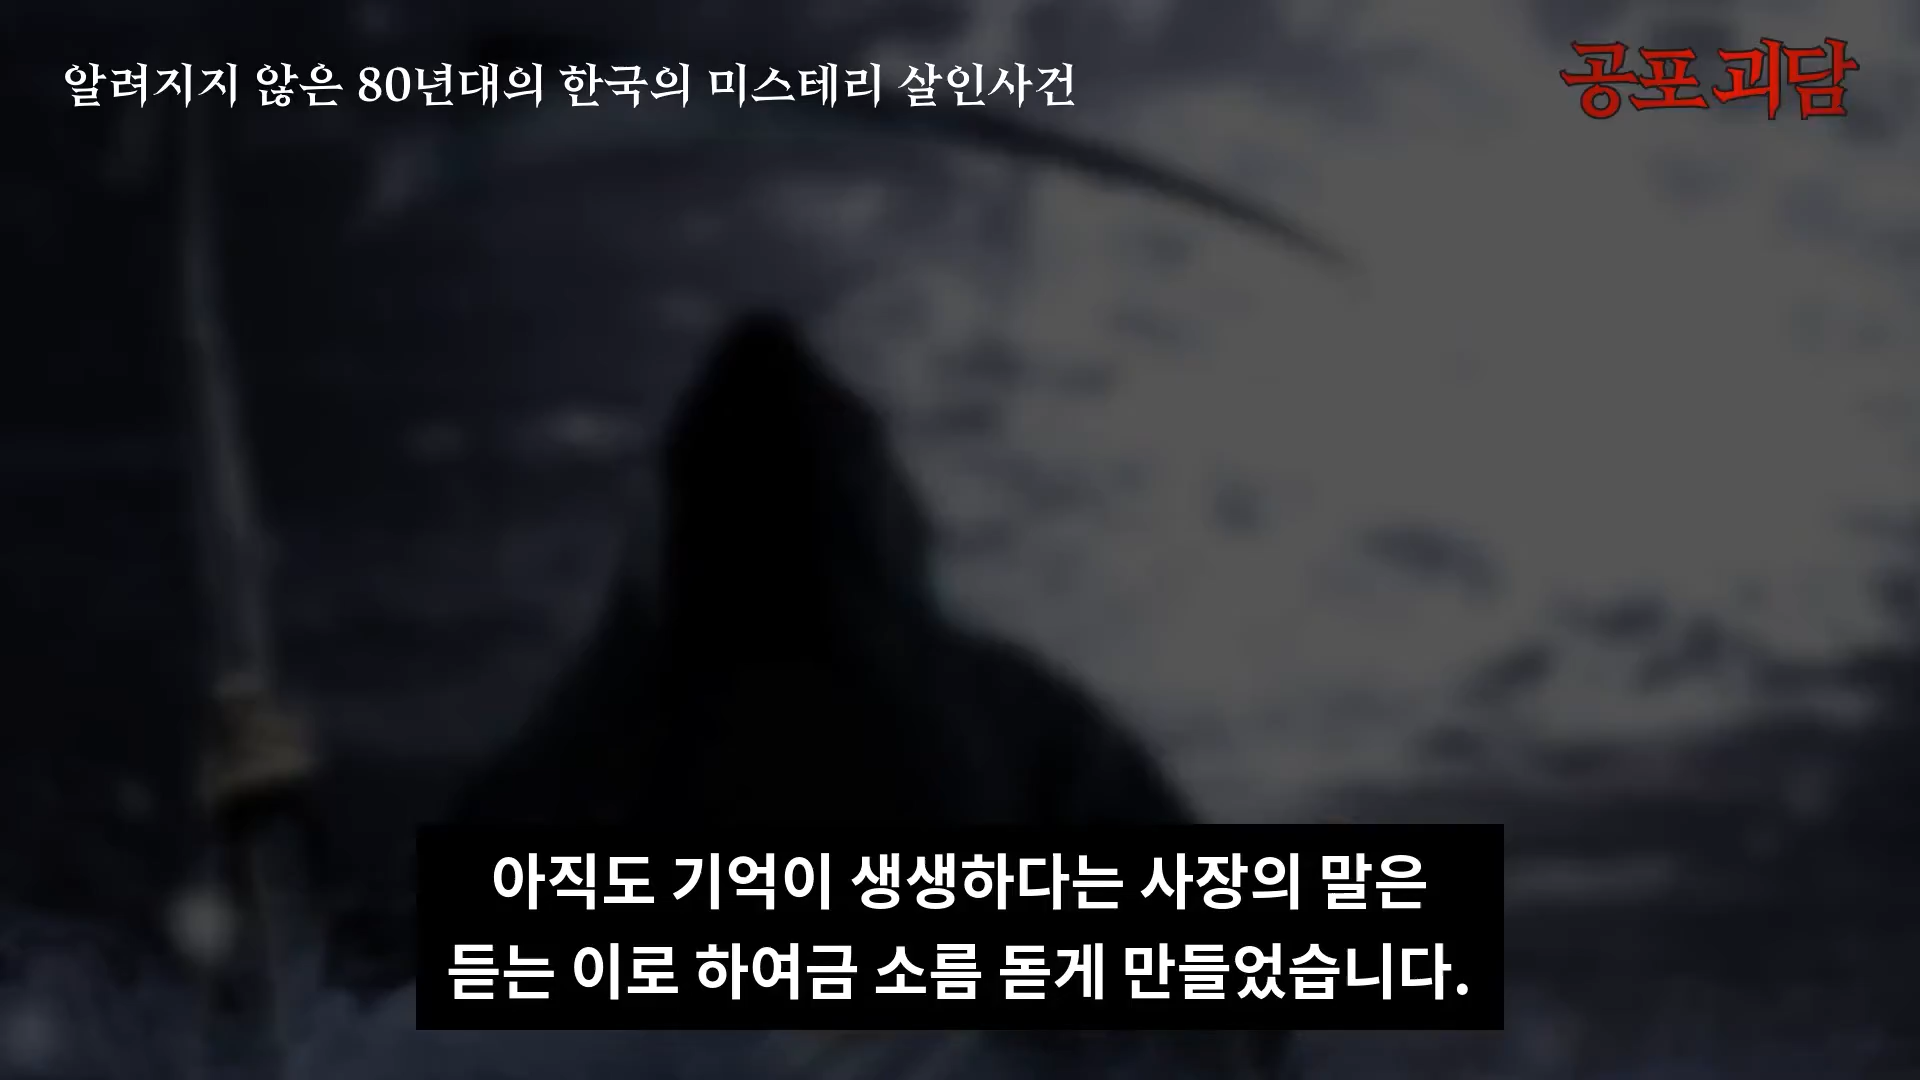 알려지지 않은 80년대의 한국의 미스테리 살인사건
공포괴담
아직도 기억이 생생하다는 사장의 말은
듣는 이로 하여금 소름 돋게 만들었습니다.